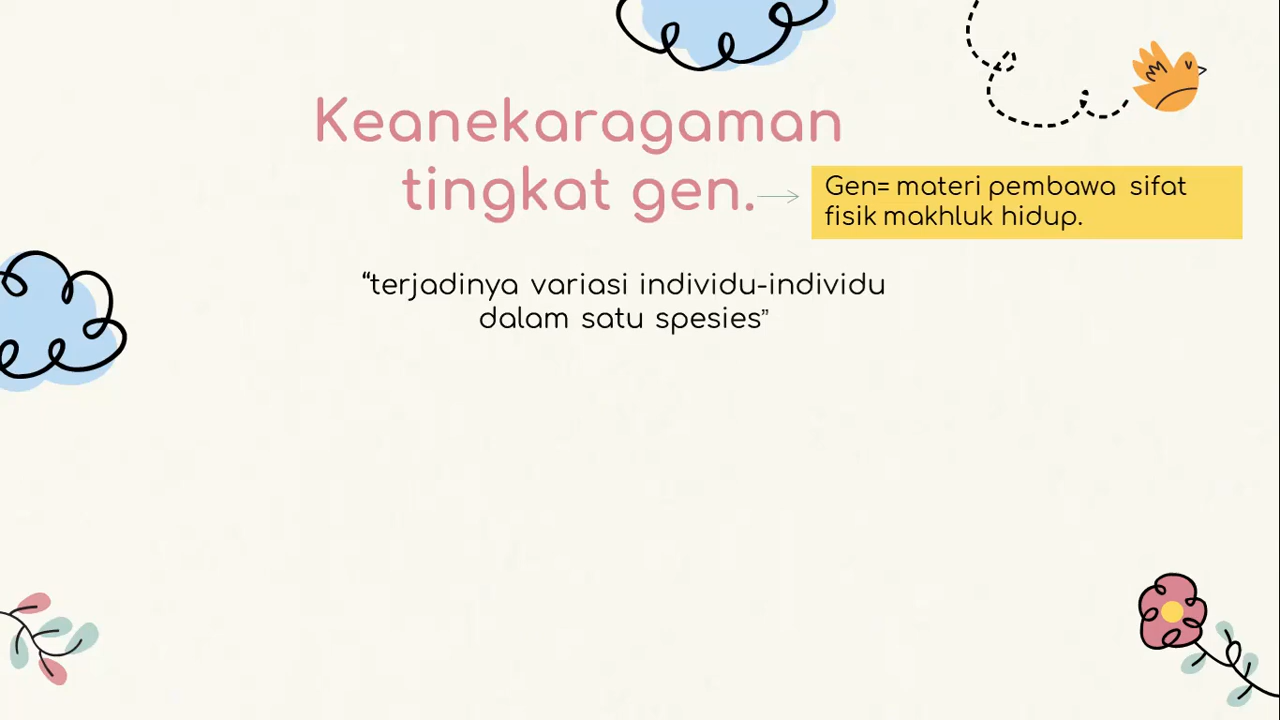 Keanekaragaman
tingkat gen.
Gen= materi pembawa sifat
fisik makhluk hidup.
“terjadinya variasi individu-individu
dalam satu spesies”